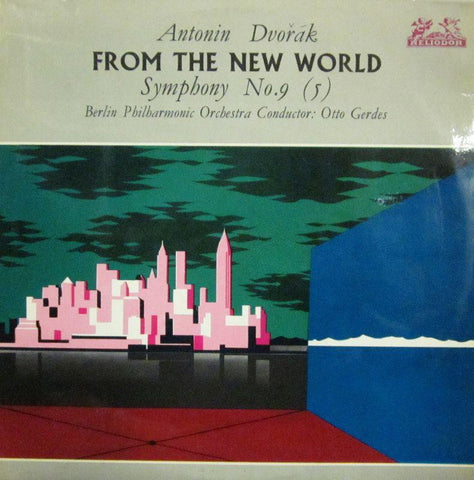 Antonin Dvořák
HELIODOR
FROM THE NEW WORLD
Symphony No.9 (5)
Berlin Philharmonic Orchestra Conductor: Otto Gerdes